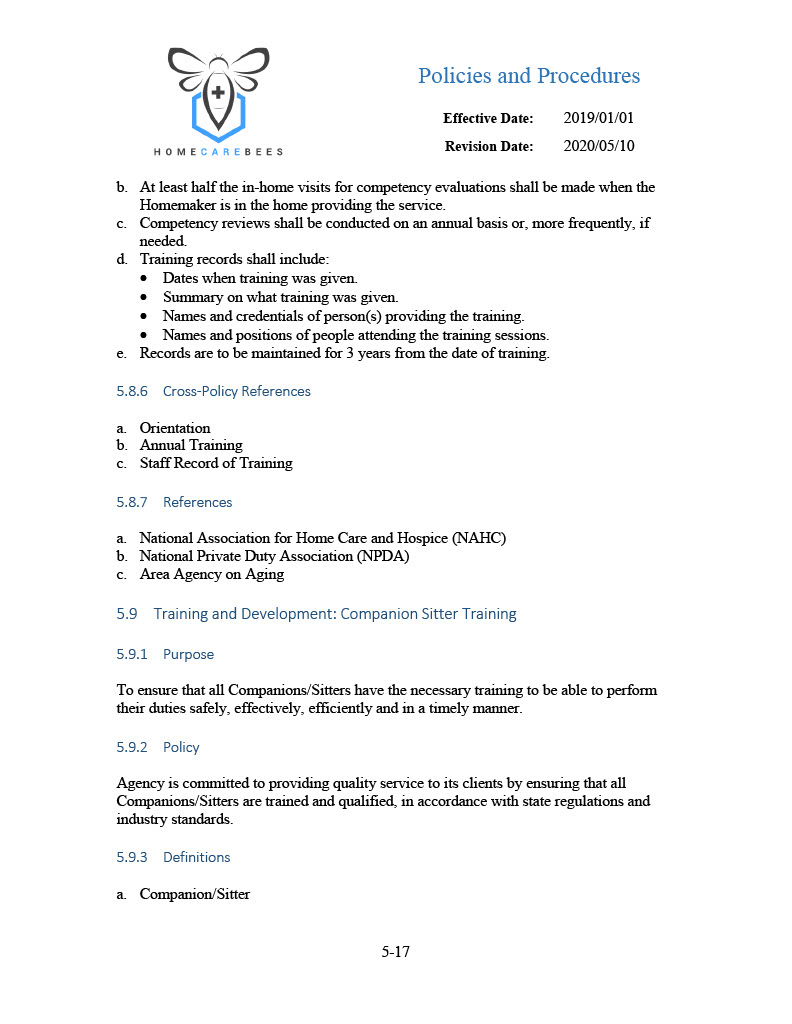 HOMECAREBEES
Policies and Procedures
Effective Date: 2019/01/01
Revision Date: 2020/05/10
b. At least half the in-home visits for competency evaluations shall be made when the
Homemaker is in the home providing the service.
c. Competency reviews shall be conducted on an annual basis or, more frequently, if
needed.
d. Training records shall include:
• Dates when training was given.
• Summary on what training was given.
• Names and credentials of person(s) providing the training.
• Names and positions of people attending the training sessions.
e. Records are to be maintained for 3 years from the date of training.
5.8.6 Cross-Policy References
a. Orientation
b. Annual Training
c. Staff Record of Training
5.8.7 References
a. National Association for Home Care and Hospice (NAHC)
b. National Private Duty Association (NPDA)
c. Area Agency on Aging
5.9 Training and Development: Companion Sitter Training
5.9.1 Purpose
To ensure that all Companions/Sitters have the necessary training to be able to perform
their duties safely, effectively, efficiently and in a timely manner.
5.9.2 Policy
Agency is committed to providing quality service to its clients by ensuring that all
Companions/Sitters are trained and qualified, in accordance with state regulations and
industry standards.
5.9.3 Definitions
a. Companion/Sitter
5-17